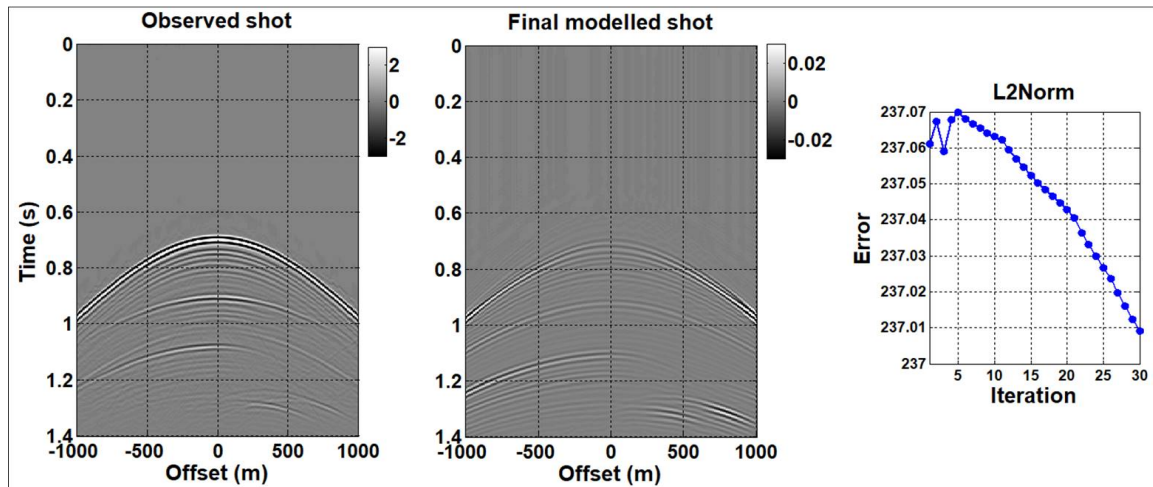 Observed shot
0
0.2
0.4
0.6
0.8
1
1.2
1.4
Time (s)
-1000 -500 0 500 1000
Offset (m)
2
0
-2
Final modelled shot
0
0.2
0.4
0.6
0.8
1
1.2
1.4
-1000 -500 0 500 1000
Offset (m)
0.02
0
-0.02
L2Norm
237.07
237.06
237.05
237.04
237.03
237.02
237.01
237
Error
5 10 15 20 25 30
Iteration